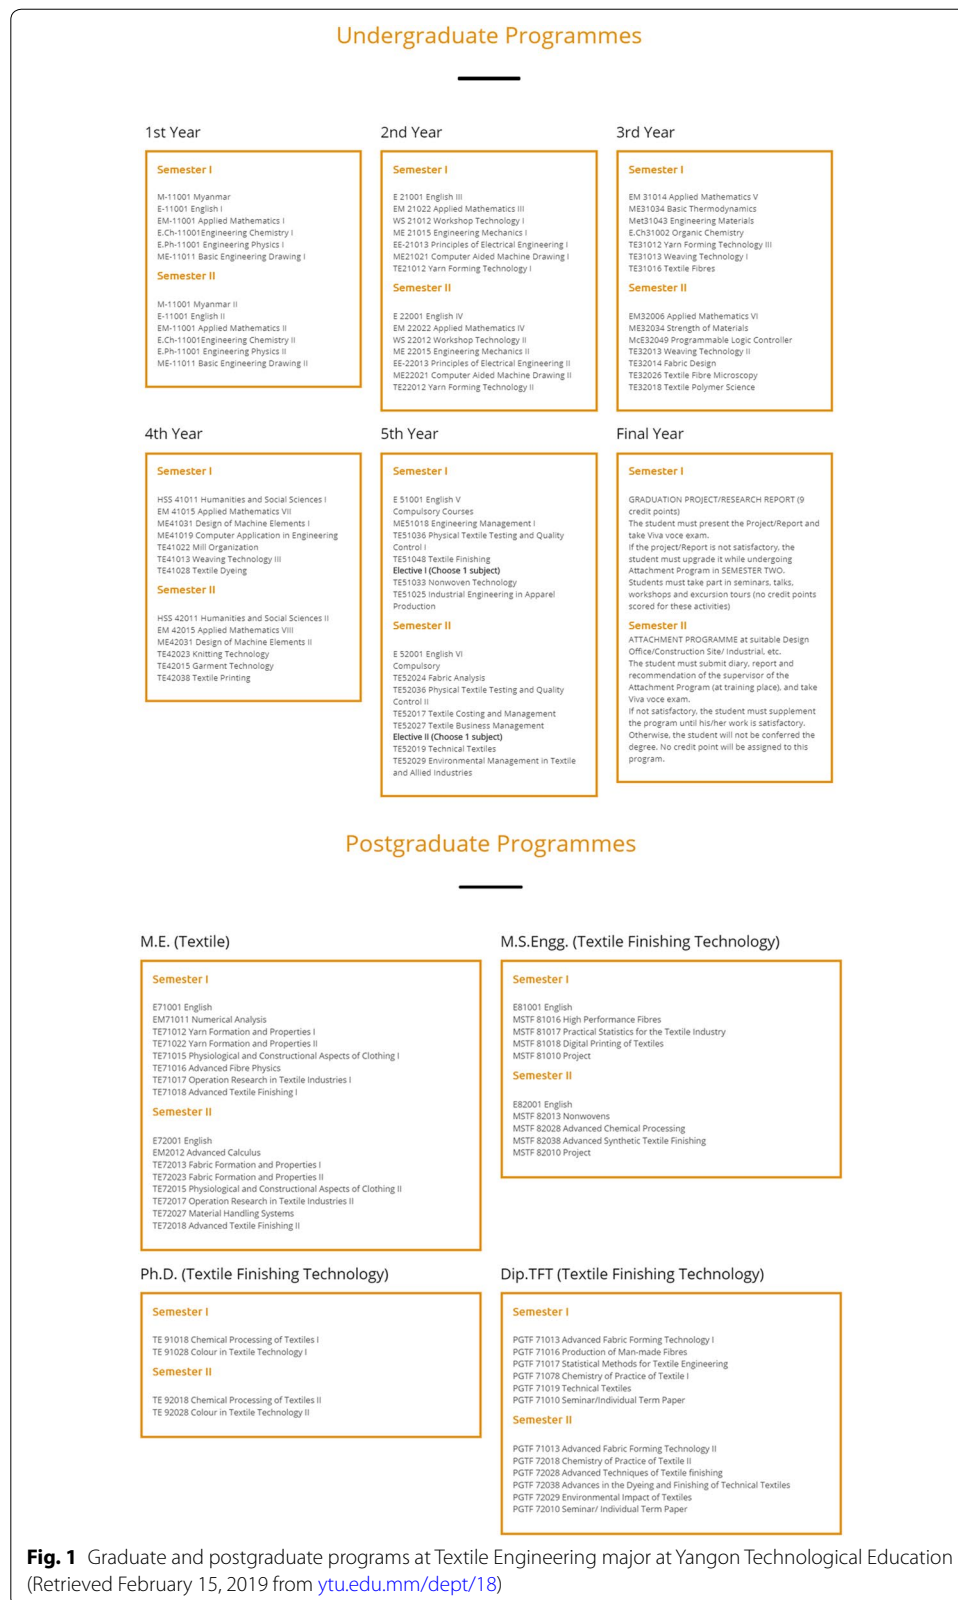 Undergraduate Programmes
1st Year
Semester I
M-11001 Myanmar
E-11001 English I
EM-11001 Applied Mathematics I
E.Ch-11001Engineering Chemistry I
E.Ph-11001 Engineering Physics I
ME-11011 Basic Engineering Drawing I
Semester II
M-11001 Myanmar II
E-11001 English II
EM-11001 Applied Mathematics II
E.Ch-11001Engineering Chemistry II
E.Ph-11001 Engineering Physics II
ME-11011 Basic Engineering Drawing II
2nd Year
Semester I
E 21001 English III
EM 21022 Applied Mathematics III
WS 21012 Workshop Technology I
ME 21015 Engineering Mechanics I
EE-21013 Principles of Electrical Engineering I
ME21021 Computer Aided Machine Drawing I
TE21012 Yarn Forming Technology I
Semester II
E 22001 English IV
EM 22022 Applied Mathematics IV
WS 22012 Workshop Technology II
ME 22015 Engineering Mechanics II
EE-22013 Principles of Electrical Engineering II
ME22021 Computer Aided Machine Drawing II
TE22012 Yarn Forming Technology II
3rd Year
Semester I
EM 31014 Applied Mathematics V
ME31034 Basic Thermodynamics
Met31043 Engineering Materials
E.Ch31002 Organic Chemistry
TE31012 Yarn Forming Technology III
TE31013 Weaving Technology I
TE31016 Textile Fibres
Semester II
EM32006 Applied Mathematics VI
ME32034 Strength of Materials
McE32049 Programmable Logic Controller
TE32013 Weaving Technology II
TE32014 Fabric Design
TE32026 Textile Fibre Microscopy
TE32018 Textile Polymer Science
4th Year
Semester I
HSS 41011 Humanities and Social Sciences I
EM 41015 Applied Mathematics VII
ME41031 Design of Machine Elements I
ME41019 Computer Application in Engineering
TE41022 Mill Organization
TE41013 Weaving Technology III
TE41028 Textile Dyeing
Semester II
HSS 42011 Humanities and Social Sciences II
EM 42015 Applied Mathematics VIII
ME42031 Design of Machine Elements II
TE42023 Knitting Technology
TE42015 Garment Technology
TE42038 Textile Printing
5th Year
Semester I
E 51001 English V
Compulsory Courses
ME51018 Engineering Management I
TE51036 Physical Textile Testing and Quality
Control I
TE51048 Textile Finishing
Elective I (Choose 1 subject)
TE51033 Nonwoven Technology
TE51025 Industrial Engineering in Apparel
Production
Semester II
E 52001 English VI
Compulsory
TE52024 Fabric Analysis
TE52036 Physical Textile Testing and Quality
Control II
TE52017 Textile Costing and Management
TE52027 Textile Business Management
Elective II (Choose 1 subject)
TE52019 Technical Textiles
TE52029 Environmental Management in Textile
and Allied Industries
Final Year
Semester I
GRADUATION PROJECT/RESEARCH REPORT (9
credit points)
The student must present the Project/Report and
take Viva voce exam.
If the project/Report is not satisfactory, the
student must upgrade it while undergoing
Attachment Program in SEMESTER TWO.
Students must take part in seminars, talks,
workshops and excursion tours (no credit points
scored for these activities)
Semester II
ATTACHMENT PROGRAMME at suitable Design
Office/Construction Site/ Industrial, etc.
The student must submit diary, report and
recommendation of the supervisor of the
Attachment Program (at training place), and take
Viva voce exam.
If not satisfactory, the student must supplement
the program until his/her work is satisfactory.
Otherwise, the student will not be conferred the
degree. No credit point will be assigned to this
program.
Postgraduate Programmes
M.E. (Textile)
Semester I
E71001 English
EM71011 Numerical Analysis
TE71012 Yarn Formation and Properties I
TE71022 Yarn Formation and Properties II
TE71015 Physiological and Constructional Aspects of Clothing I
TE71016 Advanced Fibre Physics
TE71017 Operation Research in Textile Industries I
TE71018 Advanced Textile Finishing I
Semester II
E72001 English
EM2012 Advanced Calculus
TE72013 Fabric Formation and Properties I
TE72023 Fabric Formation and Properties II
TE72015 Physiological and Constructional Aspects of Clothing II
TE72017 Operation Research in Textile Industries II
TE72027 Material Handling Systems
TE72018 Advanced Textile Finishing II
M.S.Engg. (Textile Finishing Technology)
Semester I
E81001 English
MSTF 81016 High Performance Fibres
MSTF 81017 Practical Statistics for the Textile Industry
MSTF 81018 Digital Printing of Textiles
MSTF 81010 Project
Semester II
E82001 English
MSTF 82013 Nonwovens
MSTF 82028 Advanced Chemical Processing
MSTF 82038 Advanced Synthetic Textile Finishing
MSTF 82010 Project
Ph.D. (Textile Finishing Technology)
Semester I
TE 91018 Chemical Processing of Textiles I
TE 91028 Colour in Textile Technology I
Semester II
TE 92018 Chemical Processing of Textiles II
TE 92028 Colour in Textile Technology II
Dip.TFT (Textile Finishing Technology)
Semester I
PGTF 71013 Advanced Fabric Forming Technology I
PGTF 71016 Production of Man-made Fibres
PGTF 71017 Statistical Methods for Textile Engineering
PGTF 71078 Chemistry of Practice of Textile I
PGTF 71019 Technical Textiles
PGTF 71010 Seminar/Individual Term Paper
Semester II
PGTF 71013 Advanced Fabric Forming Technology II
PGTF 72018 Chemistry of Practice of Textile II
PGTF 72028 Advanced Techniques of Textile finishing
PGTF 72038 Advances in the Dyeing and Finishing of Technical Textiles
PGTF 72029 Environmental Impact of Textiles
PGTF 72010 Seminar/ Individual Term Paper
Fig. 1 Graduate and postgraduate programs at Textile Engineering major at Yangon Technological Education
(Retrieved February 15, 2019 from ytu.edu.mm/dept/18)